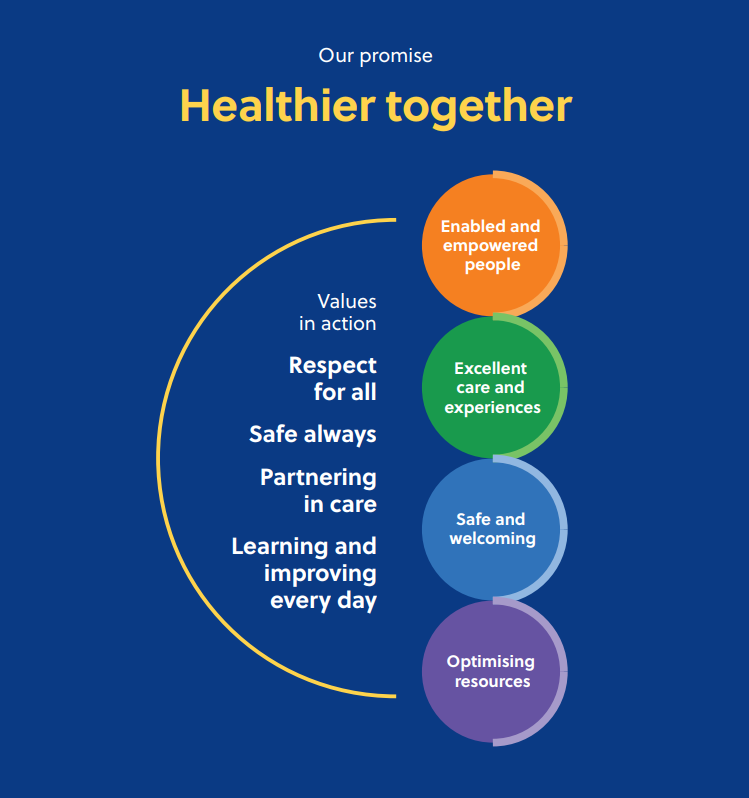 Our promise
Healthier together
Values
in action
Respect
for all
Safe always
Partnering
in care
Learning and
improving
every day
Enabled and
empowered
people
Excellent
care and
experiences
Safe and
welcoming
Optimising
resources